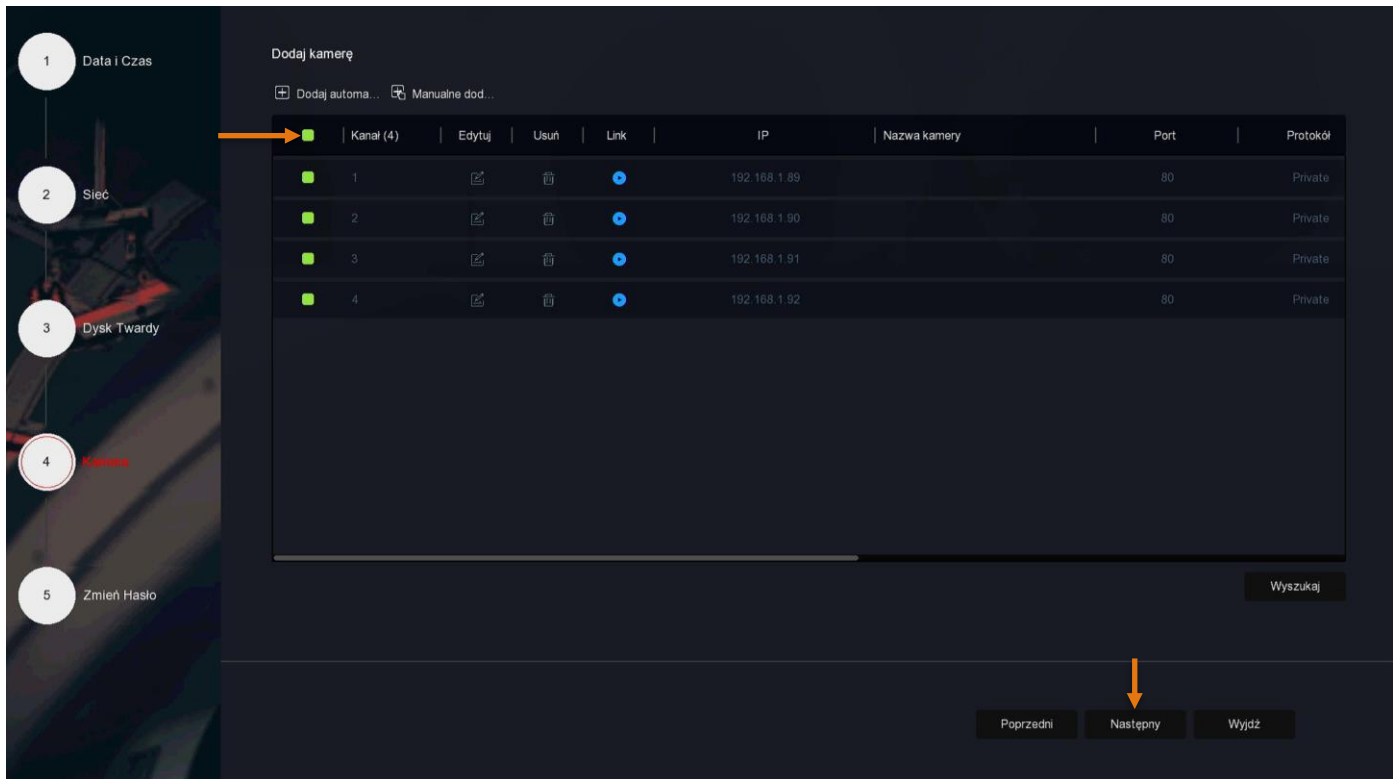 1 Data i Czas
2 Sieć
3 Dysk Twardy
4 Kamera
5 Zmień Hasło
Dodaj kamerę
Dodaj automa... Manualne dod...
Kanał (4) Edytuj Usuń Link IP Nazwa kamery Port Protokół
1 192.168.1.89 80 Private
2 192.168.1.90 80 Private
3 192.168.1.91 80 Private
4 192.168.1.92 80 Private
Wyszukaj
Poprzedni Następny Wyjdź